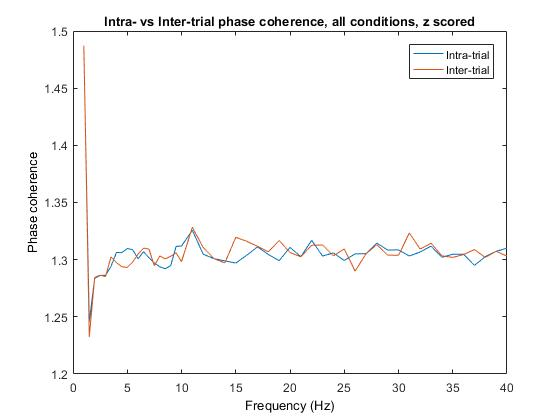 Intra- vs Inter-trial phase coherence, all conditions, z scored
1.5
1.45
1.4
1.35
1.3
1.25
1.2
Phase coherence
Intra-trial
Inter-trial
0 5 10 15 20 25 30 35 40
Frequency (Hz)